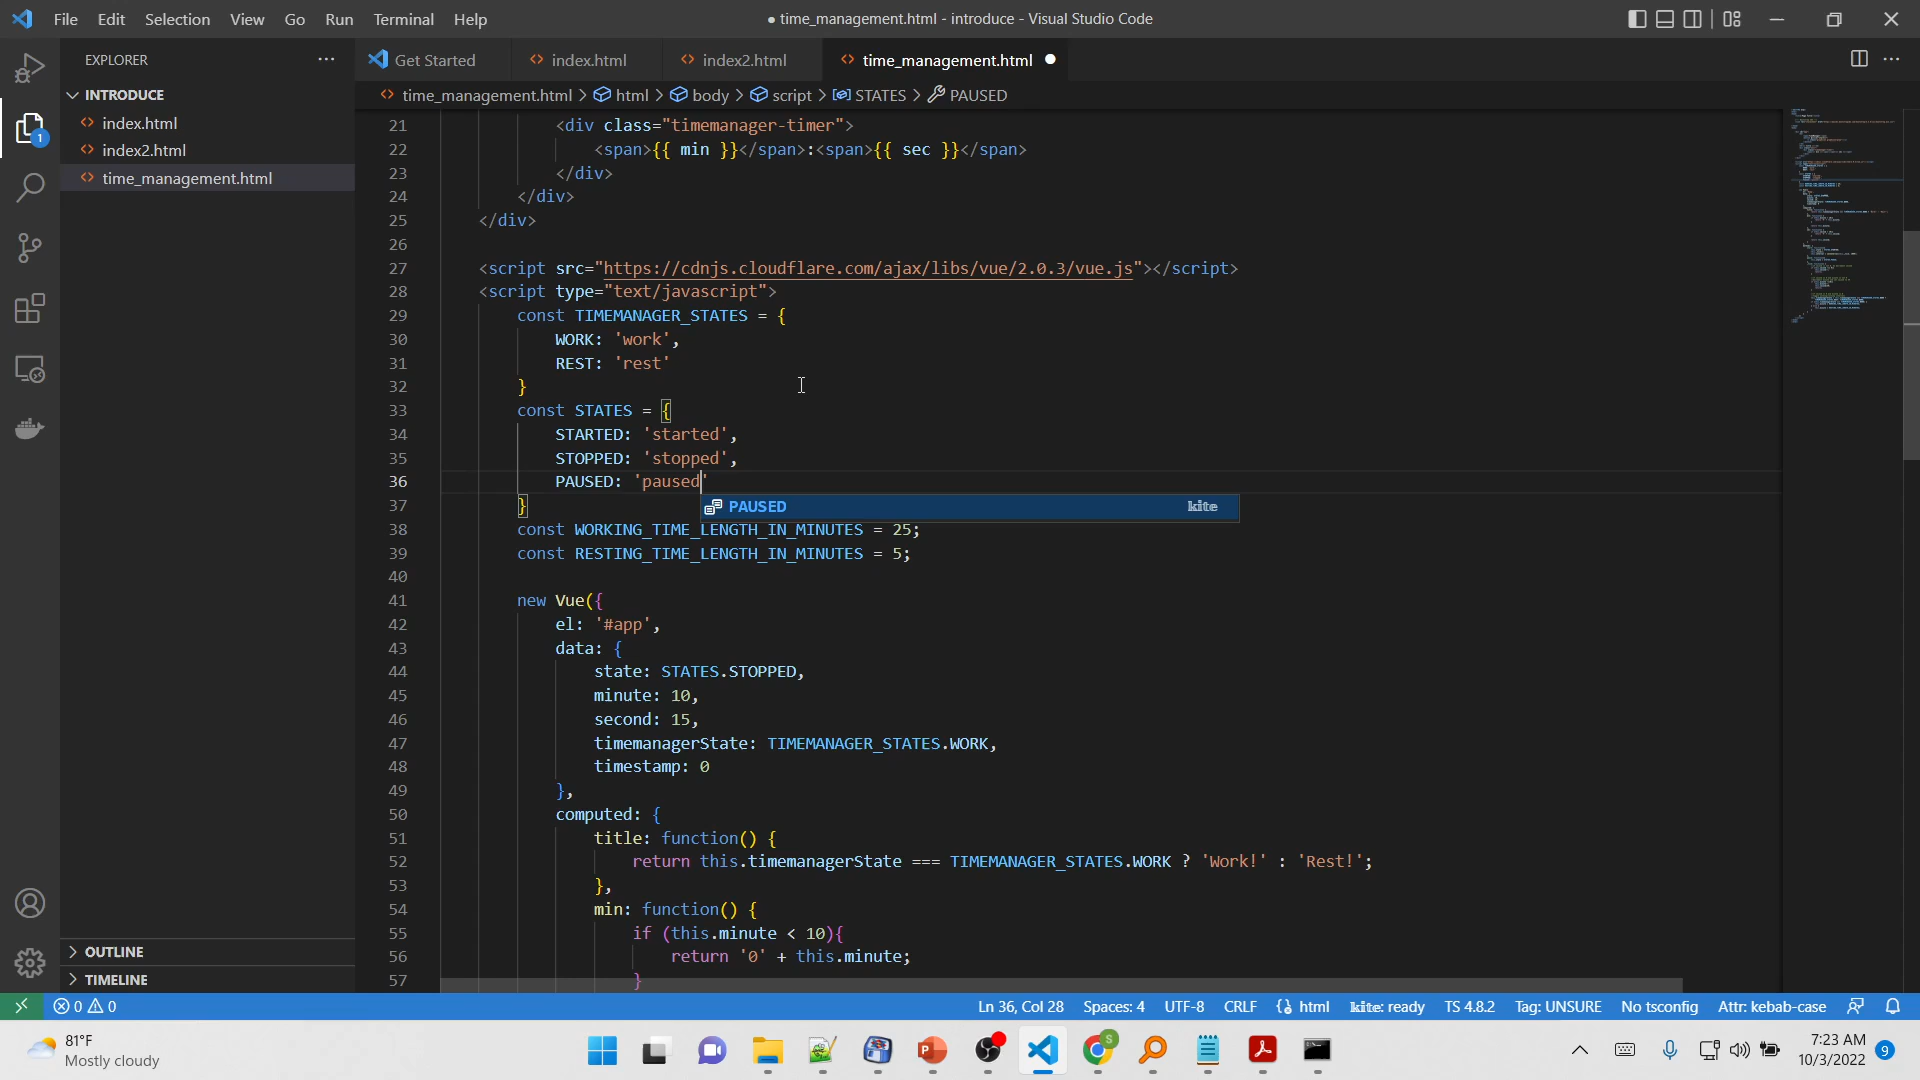 File Edit Selection View Go Run Terminal Help
● time_management.html - introduce - Visual Studio Code
EXPLORER
Get Started
index.html
index2.html
time_management.html
INTRODUCE
index.html
index2.html
time_management.html
OUTLINE
TIMELINE
time_management.html > html > body > script > STATES > PAUSED
21 <div class="timemanager-timer">
22 <span>{{ min }}</span>:<span>{{ sec }}</span>
23 </div>
24 </div>
25 </div>
26
27 <script src="https://cdnjs.cloudflare.com/ajax/libs/vue/2.0.3/vue.js"></script>
28 <script type="text/javascript">
29 const TIMEMANAGER_STATES = {
30 WORK: 'work',
31 REST: 'rest'
32 }
33 const STATES = {
34 STARTED: 'started',
35 STOPPED: 'stopped',
36 PAUSED: 'paused'
PAUSED kite
37 }
38 const WORKING_TIME_LENGTH_IN_MINUTES = 25;
39 const RESTING_TIME_LENGTH_IN_MINUTES = 5;
40
41 new Vue({
42 el: '#app',
43 data: {
44 state: STATES.STOPPED,
45 minute: 10,
46 second: 15,
47 timemanagerState: TIMEMANAGER_STATES.WORK,
48 timestamp: 0
49 },
50 computed: {
51 title: function() {
52 return this.timemanagerState === TIMEMANAGER_STATES.WORK ? 'Work!' : 'Rest!';
53 },
54 min: function() {
55 if (this.minute < 10){
56 return '0' + this.minute;
57 }
1
0 0
Ln 36, Col 28 Spaces: 4 UTF-8 CRLF html kite: ready TS 4.8.2 Tag: UNSURE No tsconfig Attr: kebab-case
81°F
Mostly cloudy
S
7:23 AM
10/3/2022
9